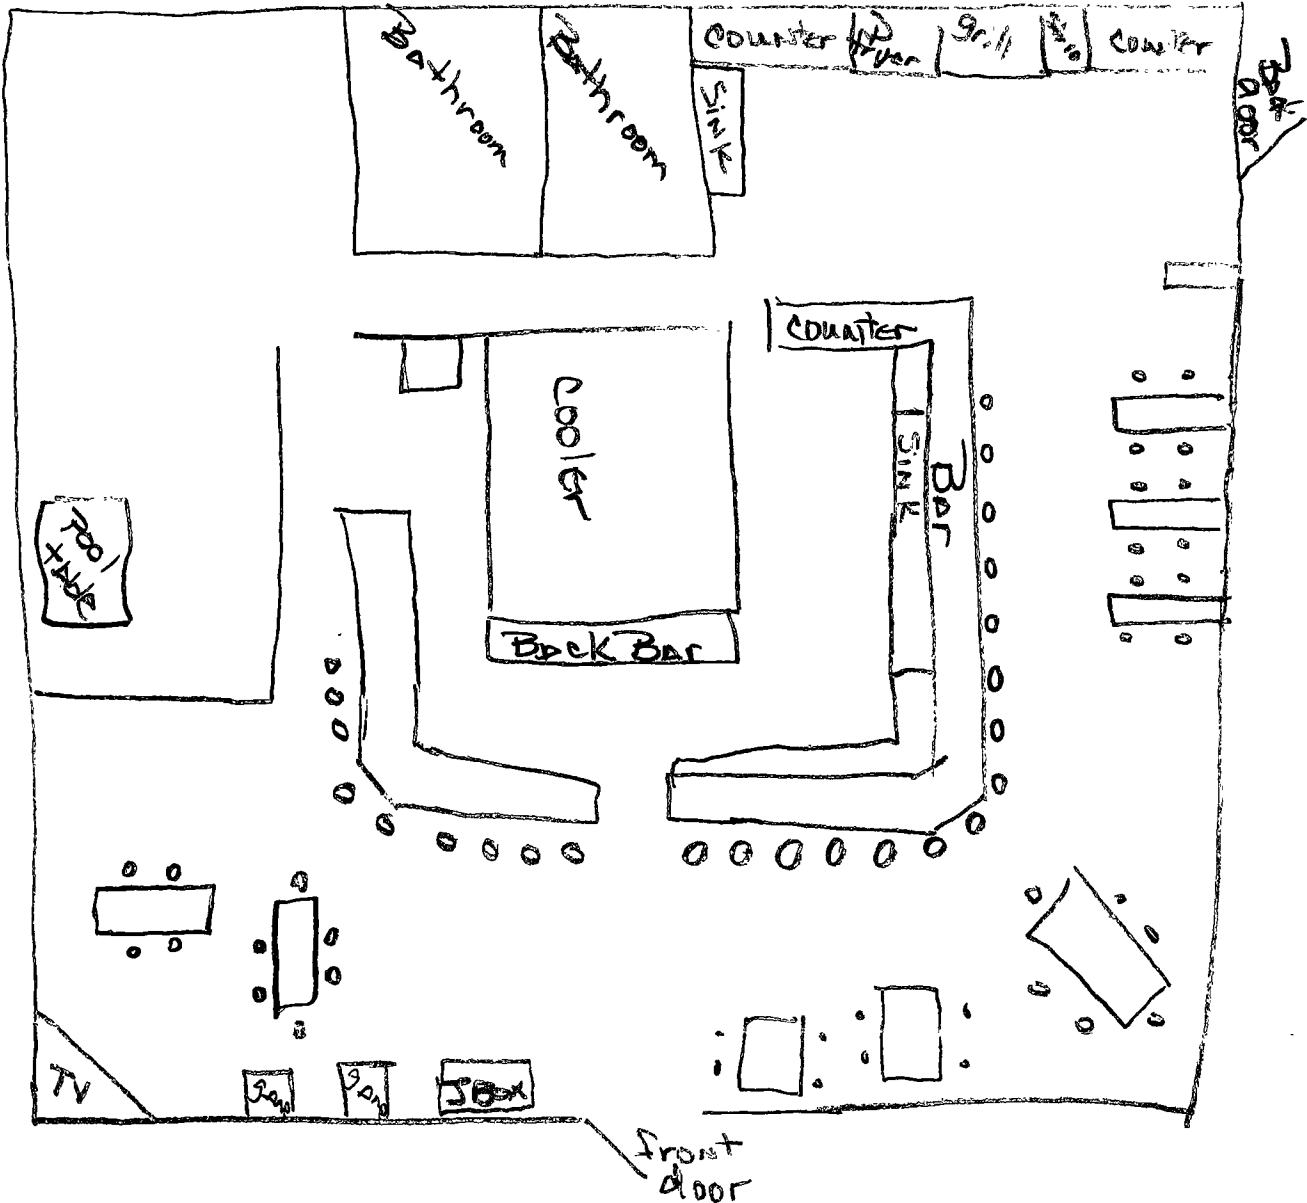 Bathroom
Bathroom
Counter
fryer
Grill
Counter
Sink
Back
door
Counter
Cooler
Sink
Bar
Pool
table
Back Bar
TV
Game
Game
J Box
front
door